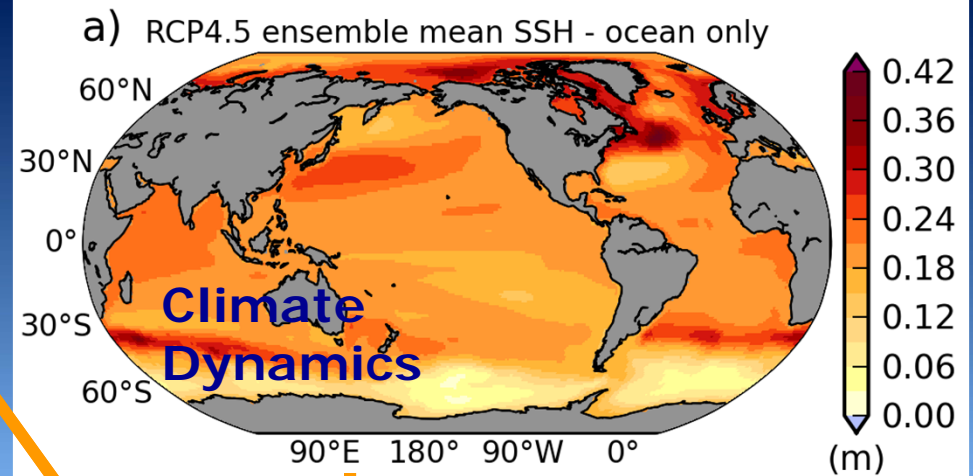 a) RCP4.5 ensemble mean SSH - ocean only
60°N
30°N
0°
30°S
60°S
Climate
Dynamics
90°E 180° 90°W 0°
0.42
0.36
0.30
0.24
0.18
0.12
0.06
0.00
(m)